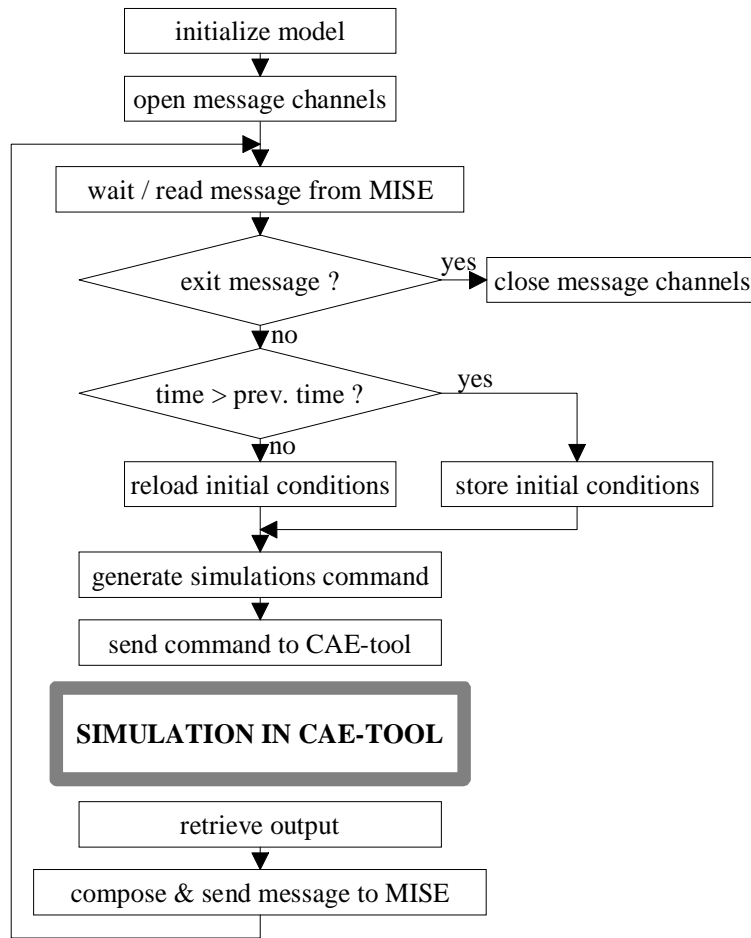 initialize model
open message channels
wait / read message from MISE
exit message ?
yes
close message channels
no
time > prev. time ?
yes
no
reload initial conditions
store initial conditions
generate simulations command
send command to CAE-tool
SIMULATION IN CAE-TOOL
retrieve output
compose & send message to MISE